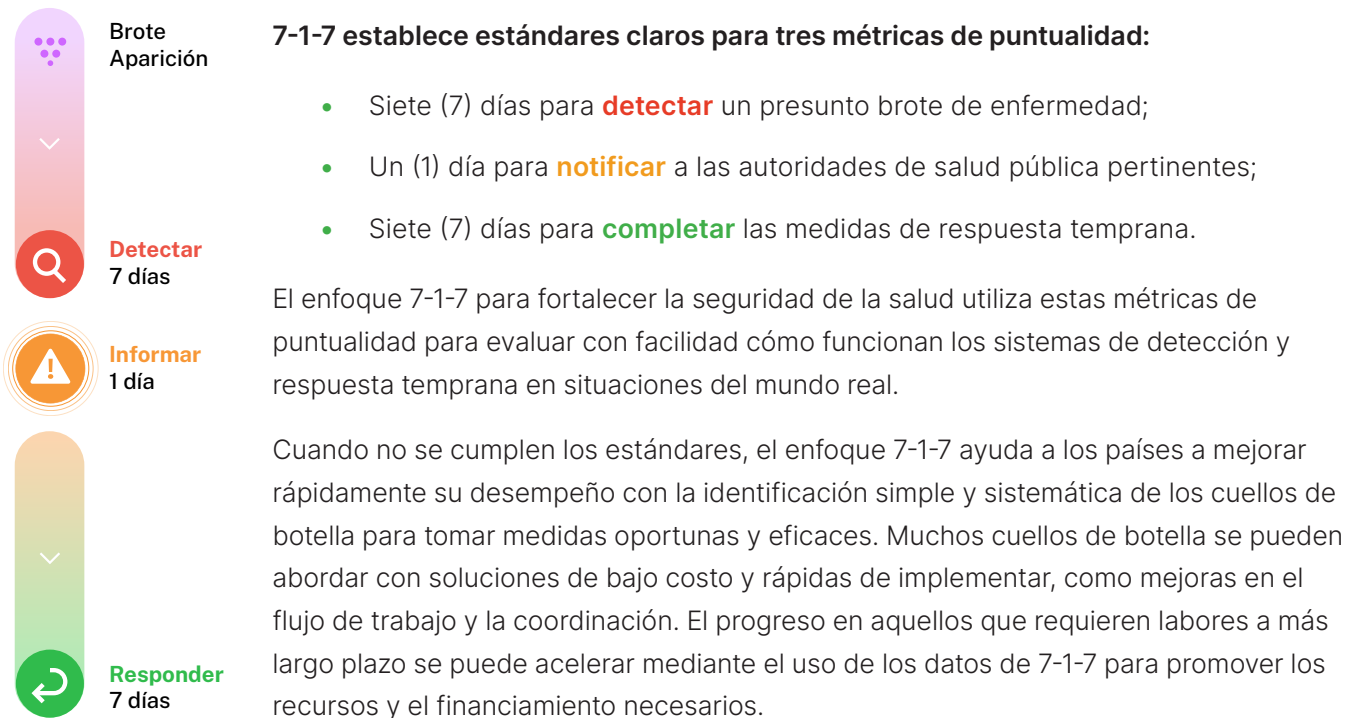 Brote
Aparición
Detectar
7 días
Informar
1 día
Responder
7 días
7-1-7 establece estándares claros para tres métricas de puntualidad:
• Siete (7) días para detectar un presunto brote de enfermedad;
• Un (1) día para notificar a las autoridades de salud pública pertinentes;
• Siete (7) días para completar las medidas de respuesta temprana.
El enfoque 7-1-7 para fortalecer la seguridad de la salud utiliza estas métricas de
puntualidad para evaluar con facilidad cómo funcionan los sistemas de detección y
respuesta temprana en situaciones del mundo real.
Cuando no se cumplen los estándares, el enfoque 7-1-7 ayuda a los países a mejorar
rápidamente su desempeño con la identificación simple y sistemática de los cuellos de
botella para tomar medidas oportunas y eficaces. Muchos cuellos de botella se pueden
abordar con soluciones de bajo costo y rápidas de implementar, como mejoras en el
flujo de trabajo y la coordinación. El progreso en aquellos que requieren labores a más
largo plazo se puede acelerar mediante el uso de los datos de 7-1-7 para promover los
recursos y el financiamiento necesarios.